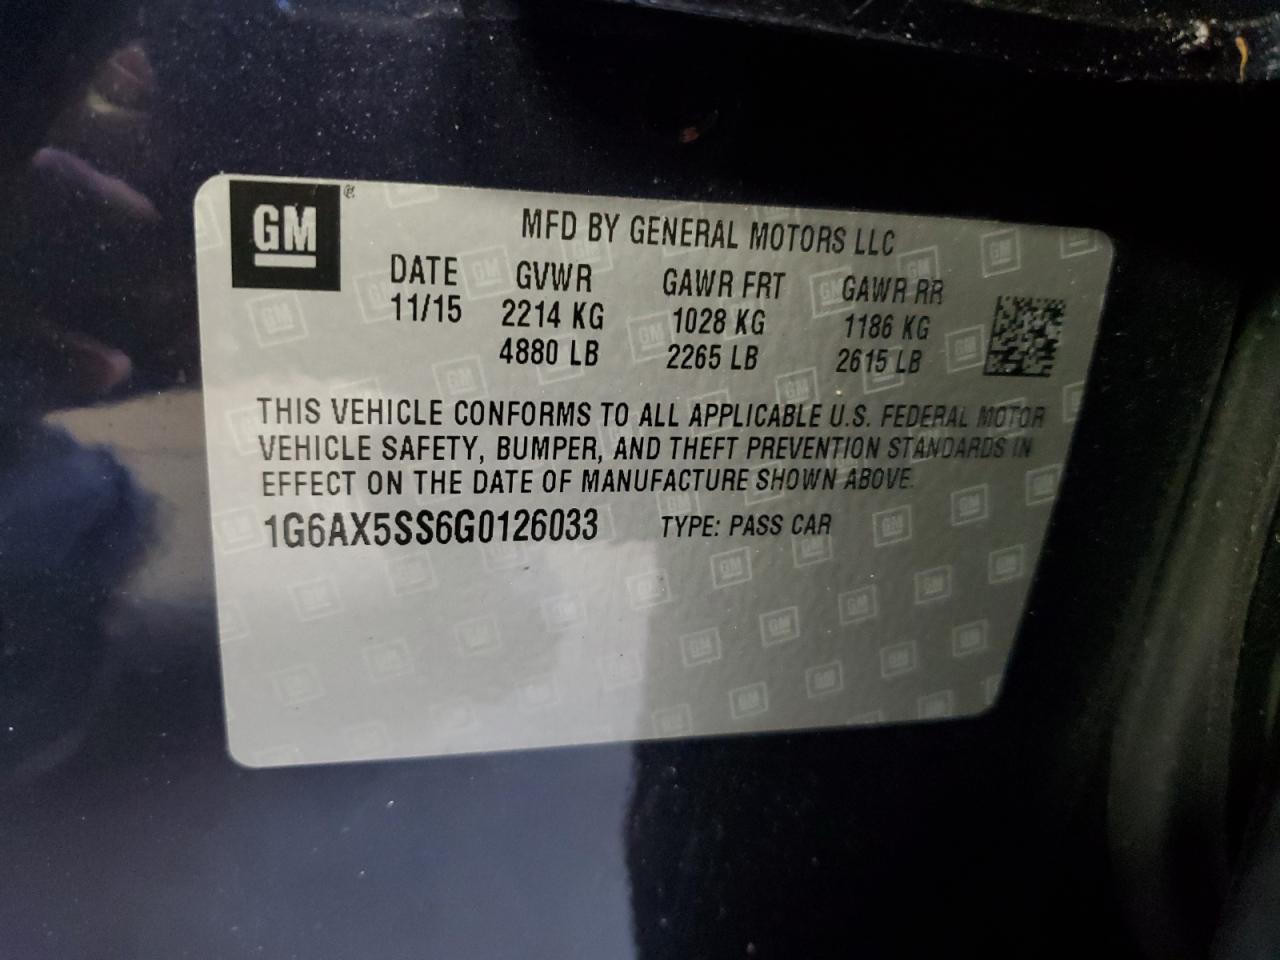 GM
MFD BY GENERAL MOTORS LLC
DATE GVWR GAWR FRT GAWR RR
11/15 2214 KG 1028 KG 1186 KG
4880 LB 2265 LB 2615 LB
THIS VEHICLE CONFORMS TO ALL APPLICABLE U.S. FEDERAL MOTOR
VEHICLE SAFETY, BUMPER, AND THEFT PREVENTION STANDARDS IN
EFFECT ON THE DATE OF MANUFACTURE SHOWN ABOVE.
1G6AX5SS6G0126033 TYPE: PASS CAR